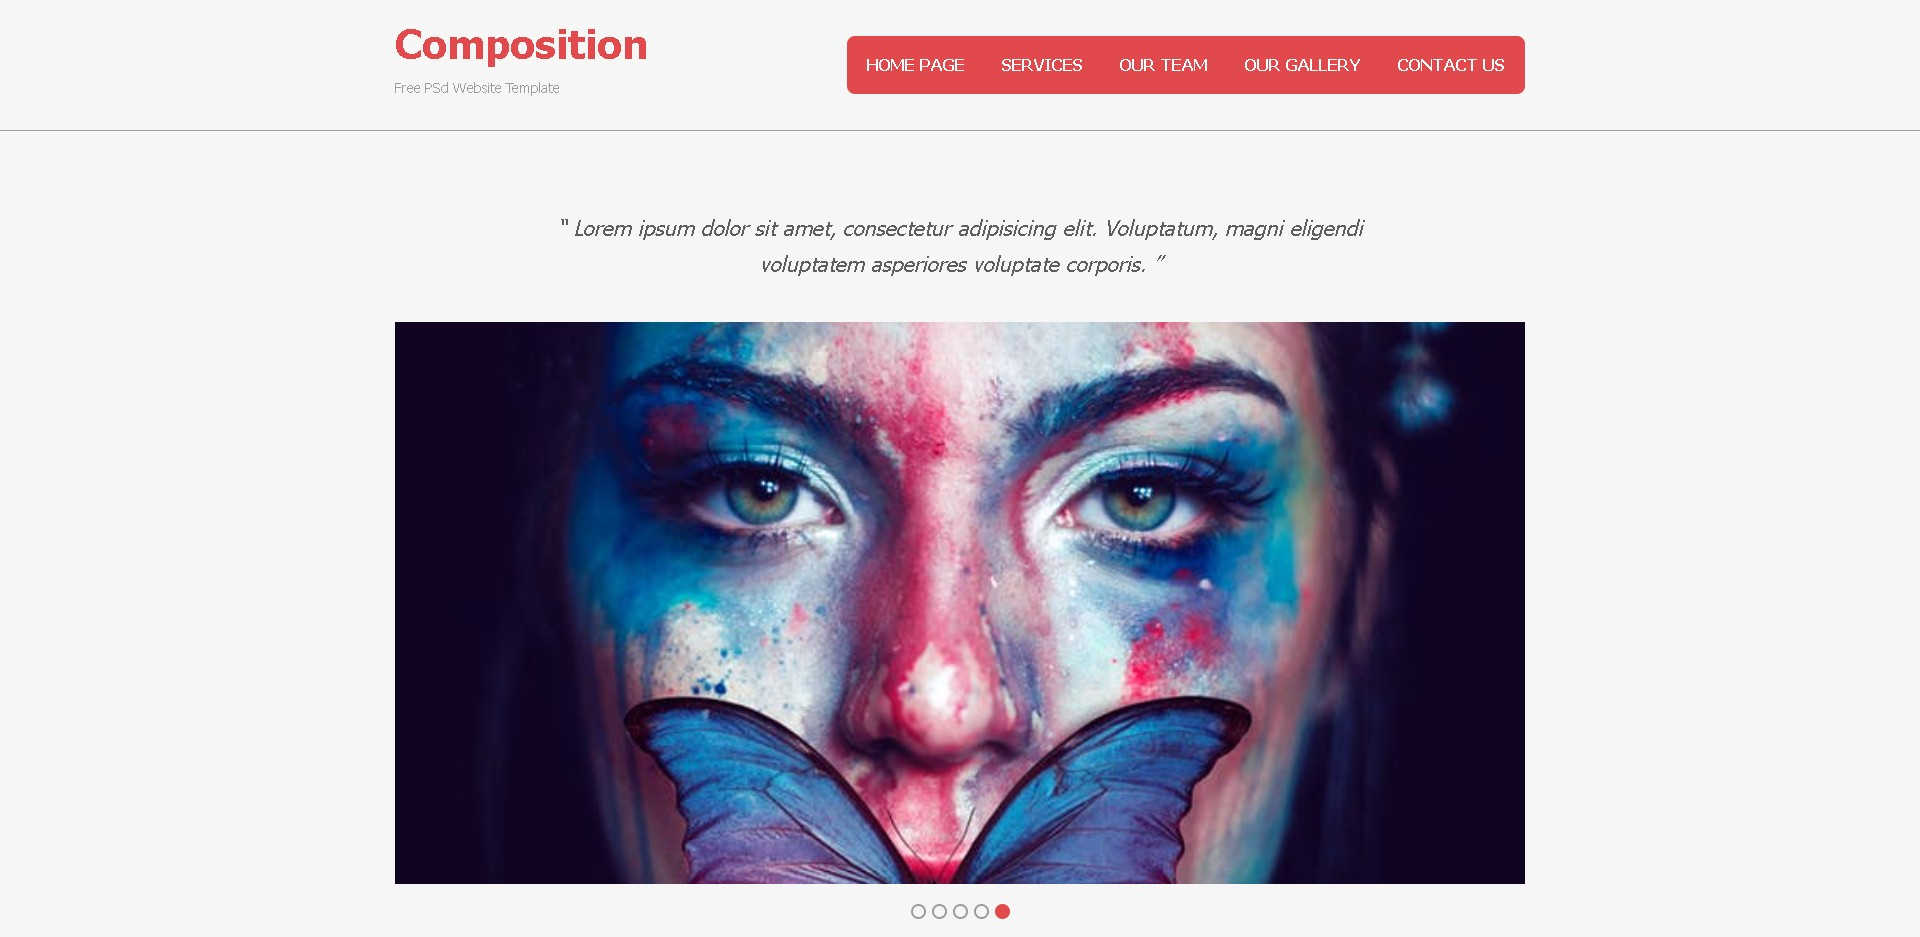 Composition
Free PSd Website Template
HOME PAGE SERVICES OUR TEAM OUR GALLERY CONTACT US
" Lorem ipsum dolor sit amet, consectetur adipisicing elit. Voluptatum, magni eligendi
voluptatem asperiores voluptate corporis. "